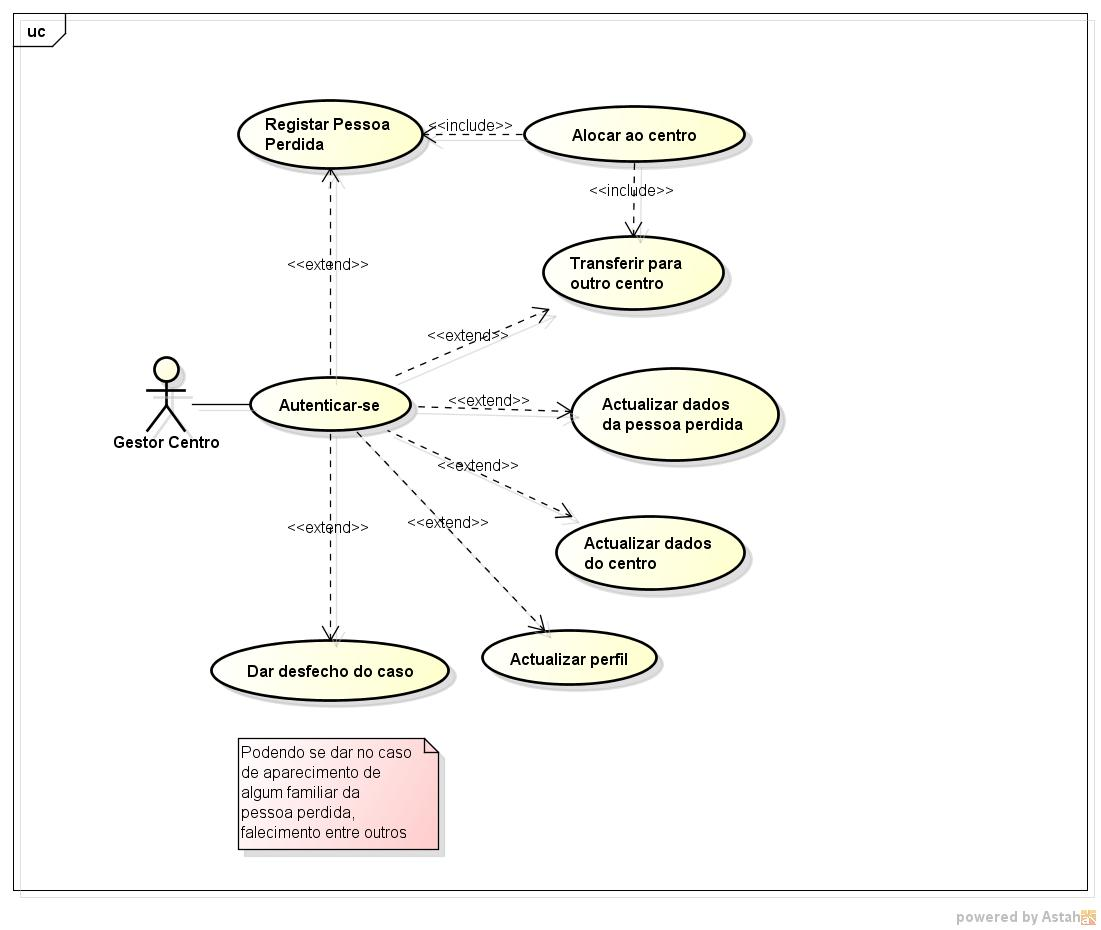 uc
Registar Pessoa
Perdida
<<include>>
Alocar ao centro
<<include>>
<<extend>>
Transferir para
outro centro
<<extend>>
<<extend>>
Actualizar dados
da pessoa perdida
Autenticar-se
Gestor Centro
<<extend>>
<<extend>>
<<extend>>
Actualizar dados
do centro
Actualizar perfil
Dar desfecho do caso
Podendo se dar no caso
de aparecimento de
algum familiar da
pessoa perdida,
falecimento entre outros
powered by Astah